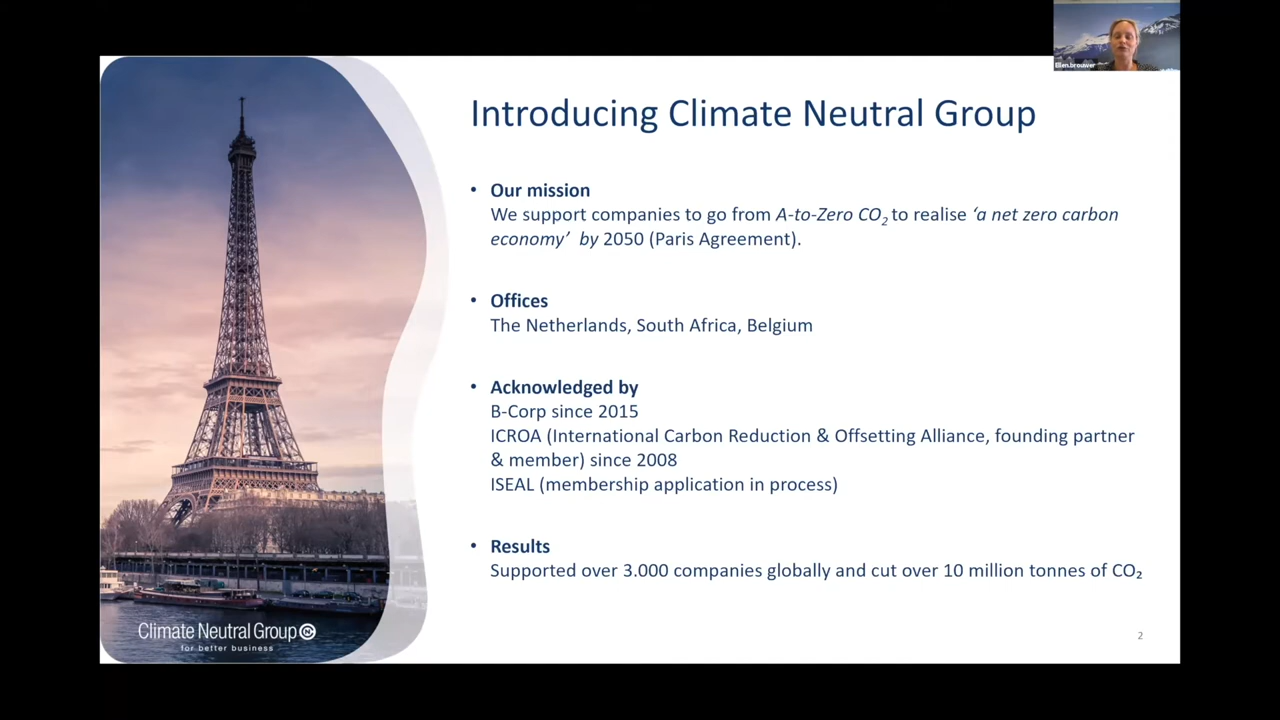 Ellen.brouwer
Introducing Climate Neutral Group
• Our mission
We support companies to go from A-to-Zero CO2 to realise ‘a net zero carbon
economy’ by 2050 (Paris Agreement).
• Offices
The Netherlands, South Africa, Belgium
• Acknowledged by
B-Corp since 2015
ICROA (International Carbon Reduction & Offsetting Alliance, founding partner
& member) since 2008
ISEAL (membership application in process)
• Results
Supported over 3.000 companies globally and cut over 10 million tonnes of CO₂
Climate Neutral Group
for better business
2